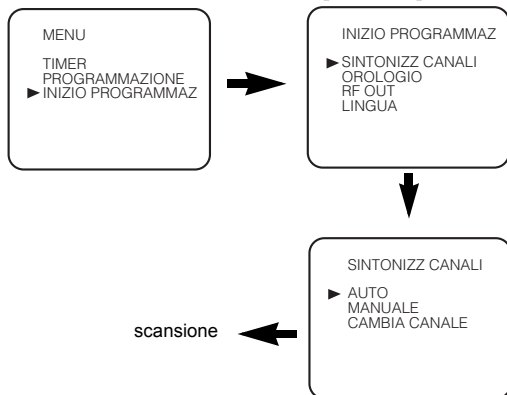 MENU
TIMER
PROGRAMMAZIONE
INIZIO PROGRAMMAZ
INIZIO PROGRAMMAZ
SINTONIZZ CANALI
OROLOGIO
RF OUT
LINGUA
SINTONIZZ CANALI
AUTO
MANUALE
CAMBIA CANALE
scansione